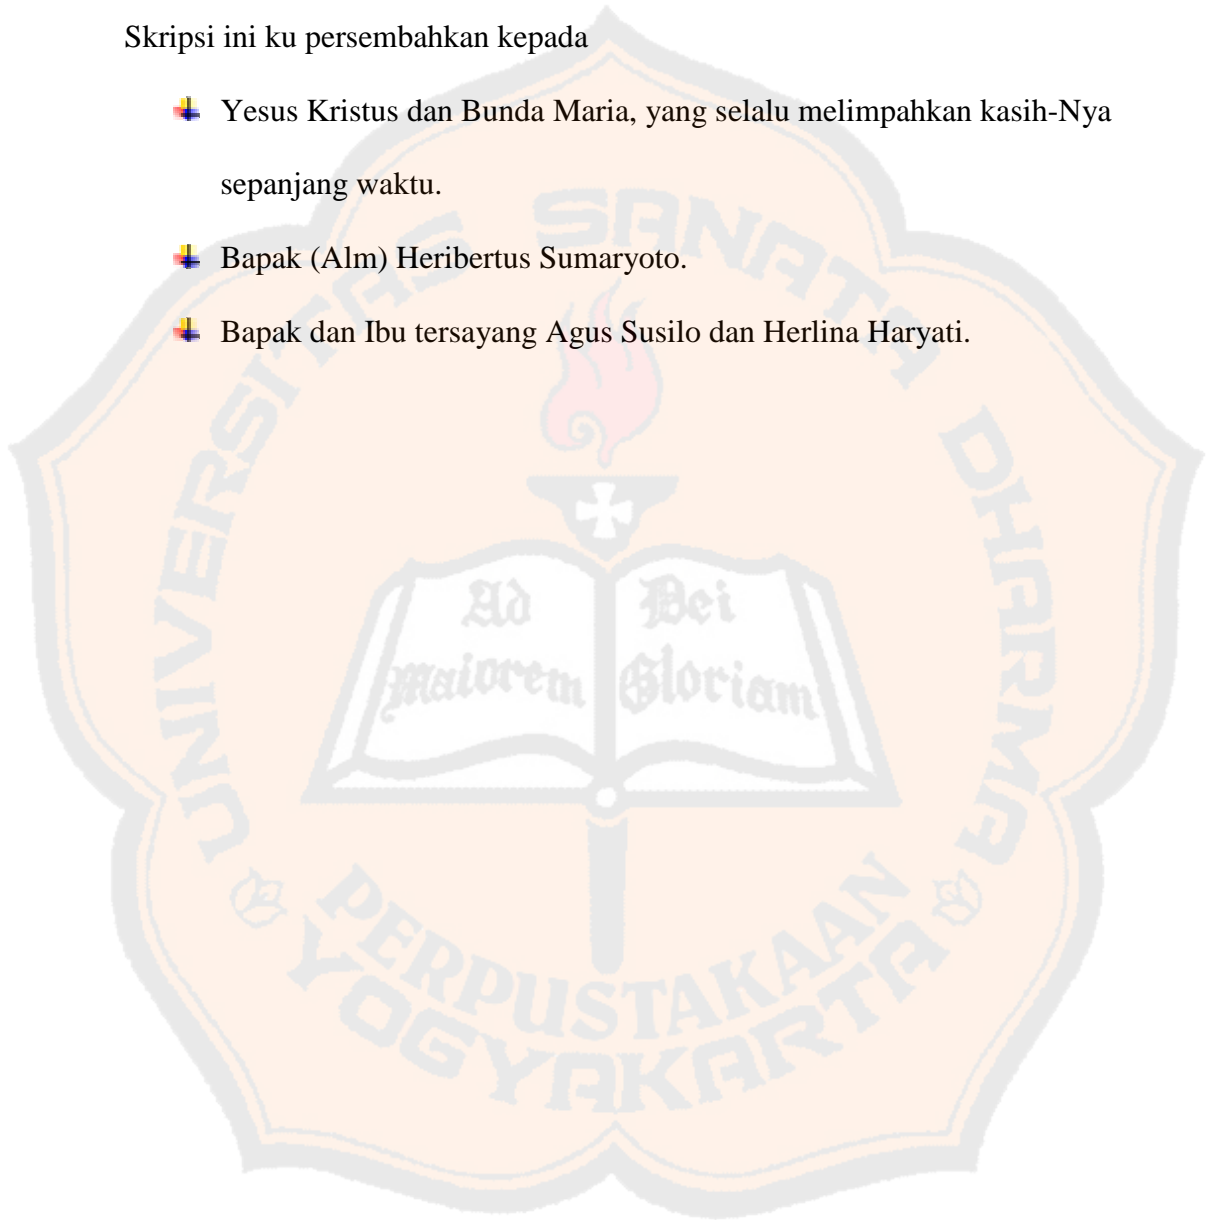 Skripsi ini ku persembahkan kepada
Yesus Kristus dan Bunda Maria, yang selalu melimpahkan kasih-Nya
sepanjang waktu.
Bapak (Alm) Heribertus Sumaryoto.
Bapak dan Ibu tersayang Agus Susilo dan Herlina Haryati.
UNIVERSITAS SANATA DHARMA
Ad Dei
Maiorem Gloriam
PERPUSTAKAAN
YOGYAKARTA